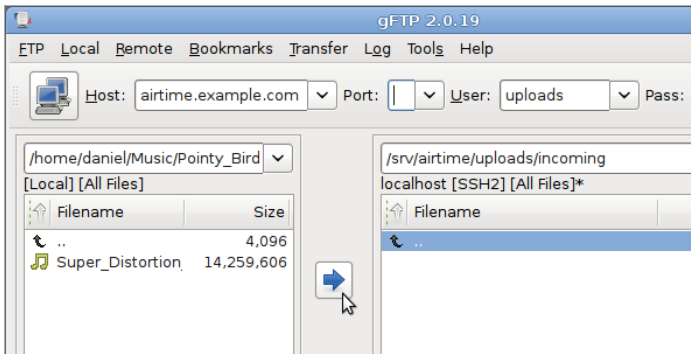 gFTP 2.0.19
FTP Local Remote Bookmarks Transfer Log Tools Help
Host: airtime.example.com Port: User: uploads Pass:
/home/daniel/Music/Pointy_Bird /srv/airtime/uploads/incoming
[Local] [All Files] localhost [SSH2] [All Files]*
Filename Size Filename
.. 4,096 ..
Super_Distortion_ 14,259,606